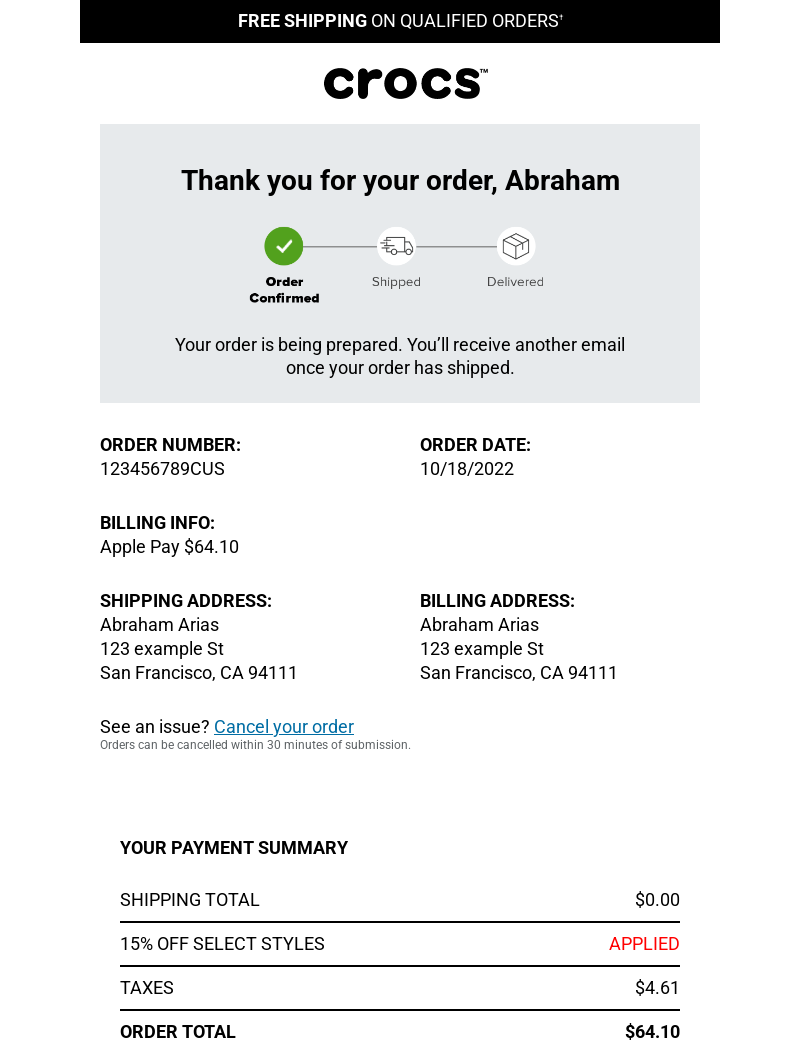 FREE SHIPPING ON QUALIFIED ORDERS†
crocs™
Thank you for your order, Abraham
Order Confirmed
Shipped
Delivered
Your order is being prepared. You’ll receive another email
once your order has shipped.
ORDER NUMBER:
123456789CUS
ORDER DATE:
10/18/2022
BILLING INFO:
Apple Pay $64.10
SHIPPING ADDRESS:
Abraham Arias
123 example St
San Francisco, CA 94111
BILLING ADDRESS:
Abraham Arias
123 example St
San Francisco, CA 94111
See an issue? Cancel your order
Orders can be cancelled within 30 minutes of submission.
YOUR PAYMENT SUMMARY
SHIPPING TOTAL $0.00
15% OFF SELECT STYLES APPLIED
TAXES $4.61
ORDER TOTAL $64.10